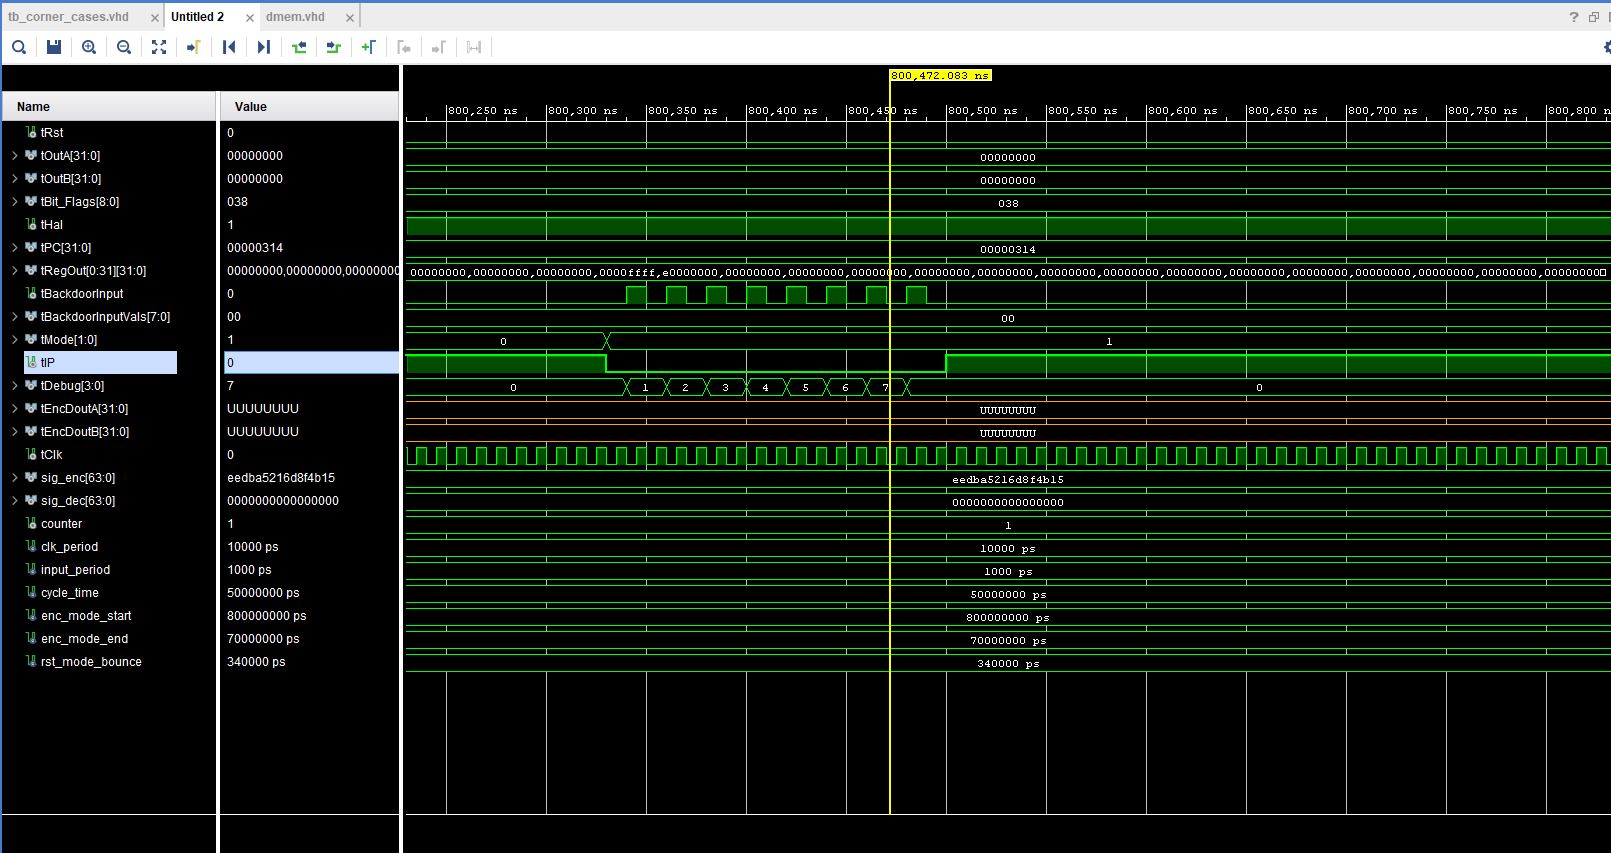 tb_corner_cases.vhd × Untitled 2 × dmem.vhd ×
?
800,472.083 ns
Name Value
800,250 ns 800,300 ns 800,350 ns 800,400 ns 800,450 ns 800,500 ns 800,550 ns 800,600 ns 800,650 ns 800,700 ns 800,750 ns 800,800 n
tRst 0
tOutA[31:0] 00000000 00000000
tOutB[31:0] 00000000 00000000
tBit_Flags[8:0] 038 038
tHal 1
tPC[31:0] 00000314 00000314
tRegOut[0:31][31:0] 00000000,00000000,00000000 00000000,00000000,00000000,0000ffff,e0000000,00000000,00000000,00000000,00000000,00000000,00000000,00000000,00000000,00000000,00000000,00000000,00000000,00000000,00000000
tBackdoorInput 0
tBackdoorInputVals[7:0] 00 00
tMode[1:0] 1 0 1
tIP 0
tDebug[3:0] 7 0 1 2 3 4 5 6 7 0
tEncDoutA[31:0] UUUUUUUU UUUUUUUU
tEncDoutB[31:0] UUUUUUUU UUUUUUUU
tClk 0
sig_enc[63:0] eedba5216d8f4b15 eedba5216d8f4b15
sig_dec[63:0] 0000000000000000 0000000000000000
counter 1 1
clk_period 10000 ps 10000 ps
input_period 1000 ps 1000 ps
cycle_time 50000000 ps 50000000 ps
enc_mode_start 800000000 ps 800000000 ps
enc_mode_end 70000000 ps 70000000 ps
rst_mode_bounce 340000 ps 340000 ps